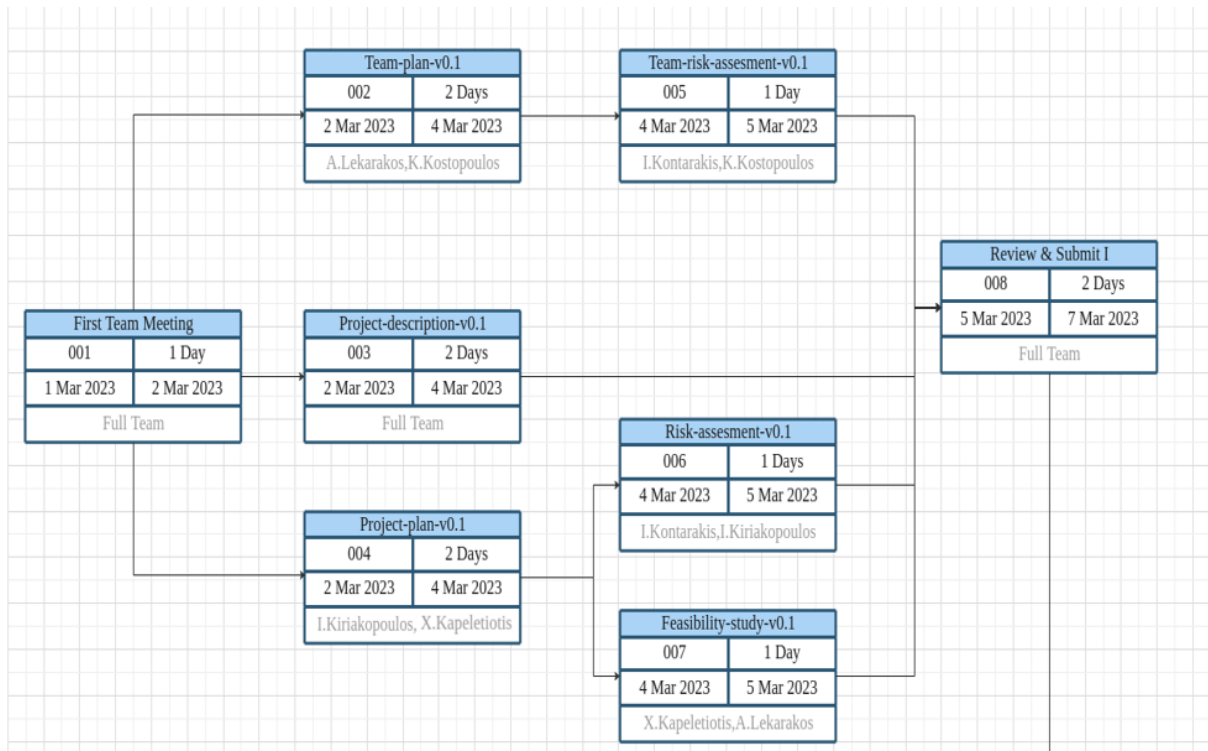 Team-plan-v0.1
002 2 Days
2 Mar 2023 4 Mar 2023
A.Lekarakos,K.Kostopoulos
Team-risk-assesment-v0.1
005 1 Day
4 Mar 2023 5 Mar 2023
I.Kontarakis,K.Kostopoulos
Review & Submit I
008 2 Days
5 Mar 2023 7 Mar 2023
Full Team
First Team Meeting
001 1 Day
1 Mar 2023 2 Mar 2023
Full Team
Project-description-v0.1
003 2 Days
2 Mar 2023 4 Mar 2023
Full Team
Risk-assesment-v0.1
006 1 Days
4 Mar 2023 5 Mar 2023
I.Kontarakis,I.Kiriakopoulos
Project-plan-v0.1
004 2 Days
2 Mar 2023 4 Mar 2023
I.Kiriakopoulos, X.Kapeletiotis
Feasibility-study-v0.1
007 1 Day
4 Mar 2023 5 Mar 2023
X.Kapeletiotis,A.Lekarakos